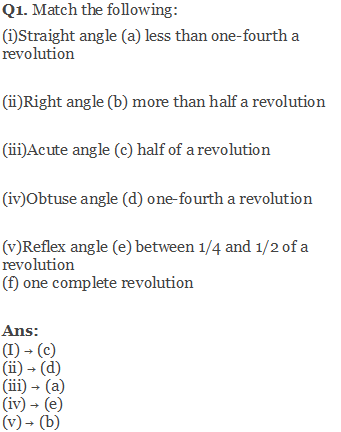 Q1. Match the following:
(i)Straight angle (a) less than one-fourth a
revolution
(ii)Right angle (b) more than half a revolution
(iii)Acute angle (c) half of a revolution
(iv)Obtuse angle (d) one-fourth a revolution
(v)Reflex angle (e) between 1/4 and 1/2 of a
revolution
(f) one complete revolution
Ans:
(I) → (c)
(ii) → (d)
(iii) → (a)
(iv) → (e)
(v) → (b)